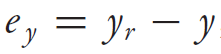 e_y = y_r − y